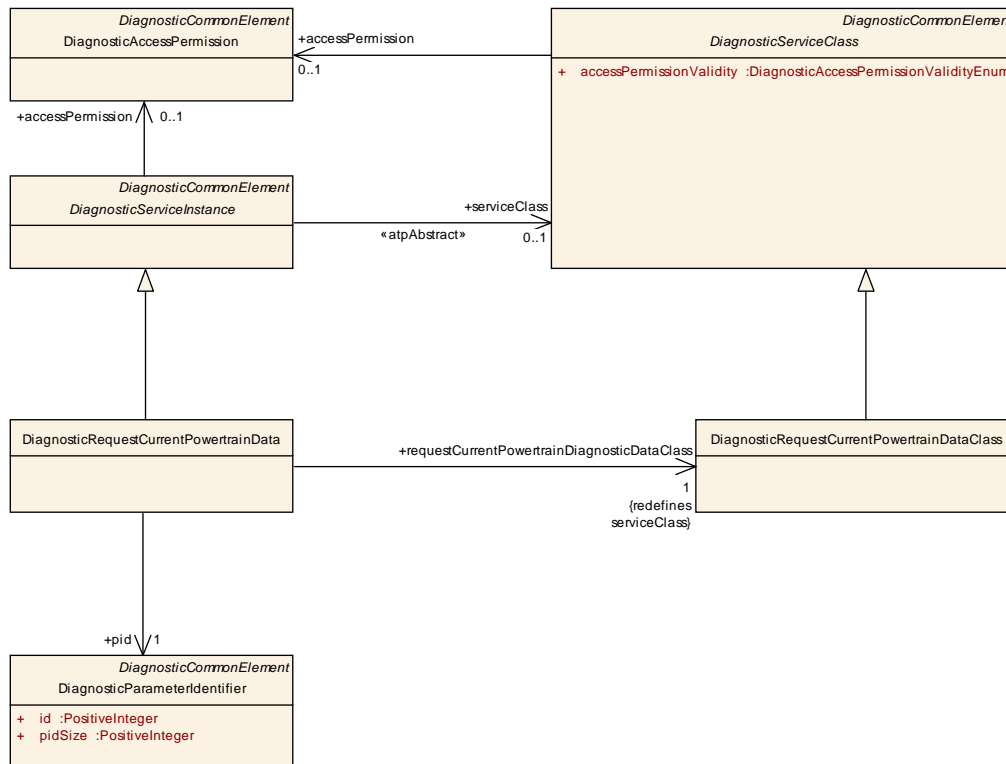 DiagnosticCommonElement
DiagnosticAccessPermission
DiagnosticCommonElement
DiagnosticServiceClass
+ accessPermissionValidity :DiagnosticAccessPermissionValidityEnum
+accessPermission
0..1
+accessPermission
0..1
DiagnosticCommonElement
DiagnosticServiceInstance
+serviceClass
«atpAbstract»
0..1
DiagnosticRequestCurrentPowertrainData
DiagnosticRequestCurrentPowertrainDataClass
+requestCurrentPowertrainDiagnosticDataClass
1
{redefines
serviceClass}
+pid
1
DiagnosticCommonElement
DiagnosticParameterIdentifier
+ id :PositiveInteger
+ pidSize :PositiveInteger